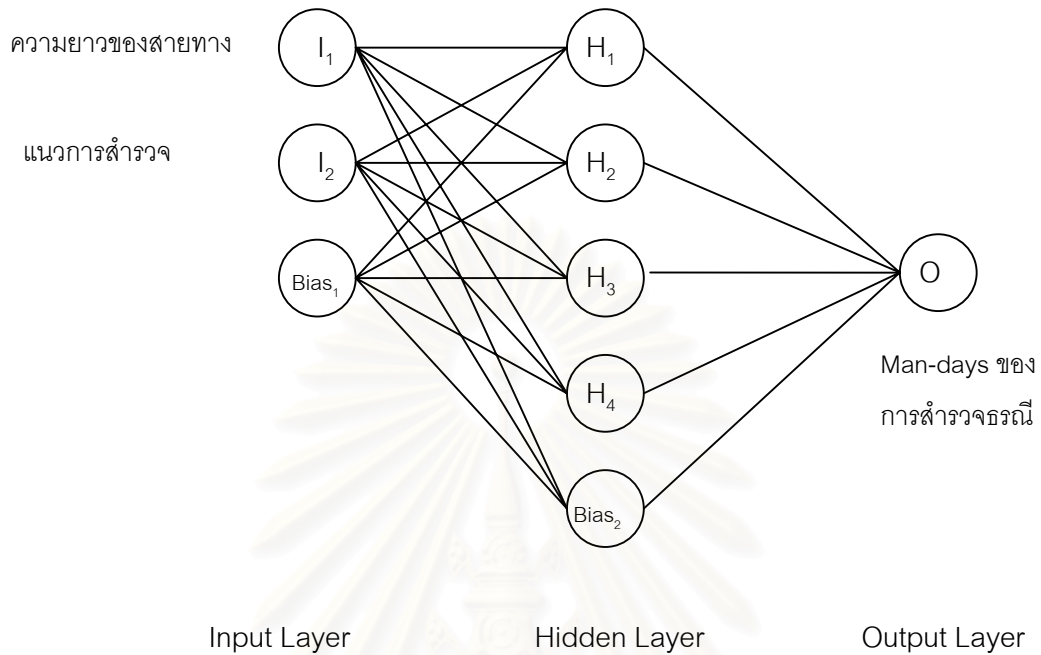 ความยาวของสายทาง
I₁
H₁
แนวการสำรวจ
I₂
H₂
Bias₁
H₃
O
Man-days ของ
การสำรวจธรณี
H₄
Bias₂
Input Layer
Hidden Layer
Output Layer